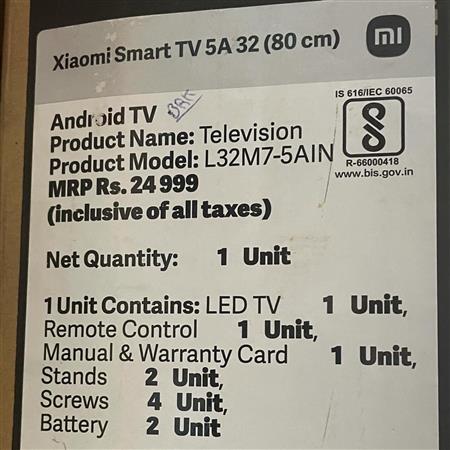 Xiaomi Smart TV 5A 32 (80 cm)
mi
IS 616/IEC 60065
Android TV
BAK
Product Name: Television
Product Model: L32M7-5AIN
R-66000418
www.bis.gov.in
MRP Rs. 24 999
(inclusive of all taxes)
Net Quantity: 1 Unit
1 Unit Contains: LED TV 1 Unit,
Remote Control 1 Unit,
Manual & Warranty Card 1 Unit,
Stands 2 Unit,
Screws 4 Unit,
Battery 2 Unit